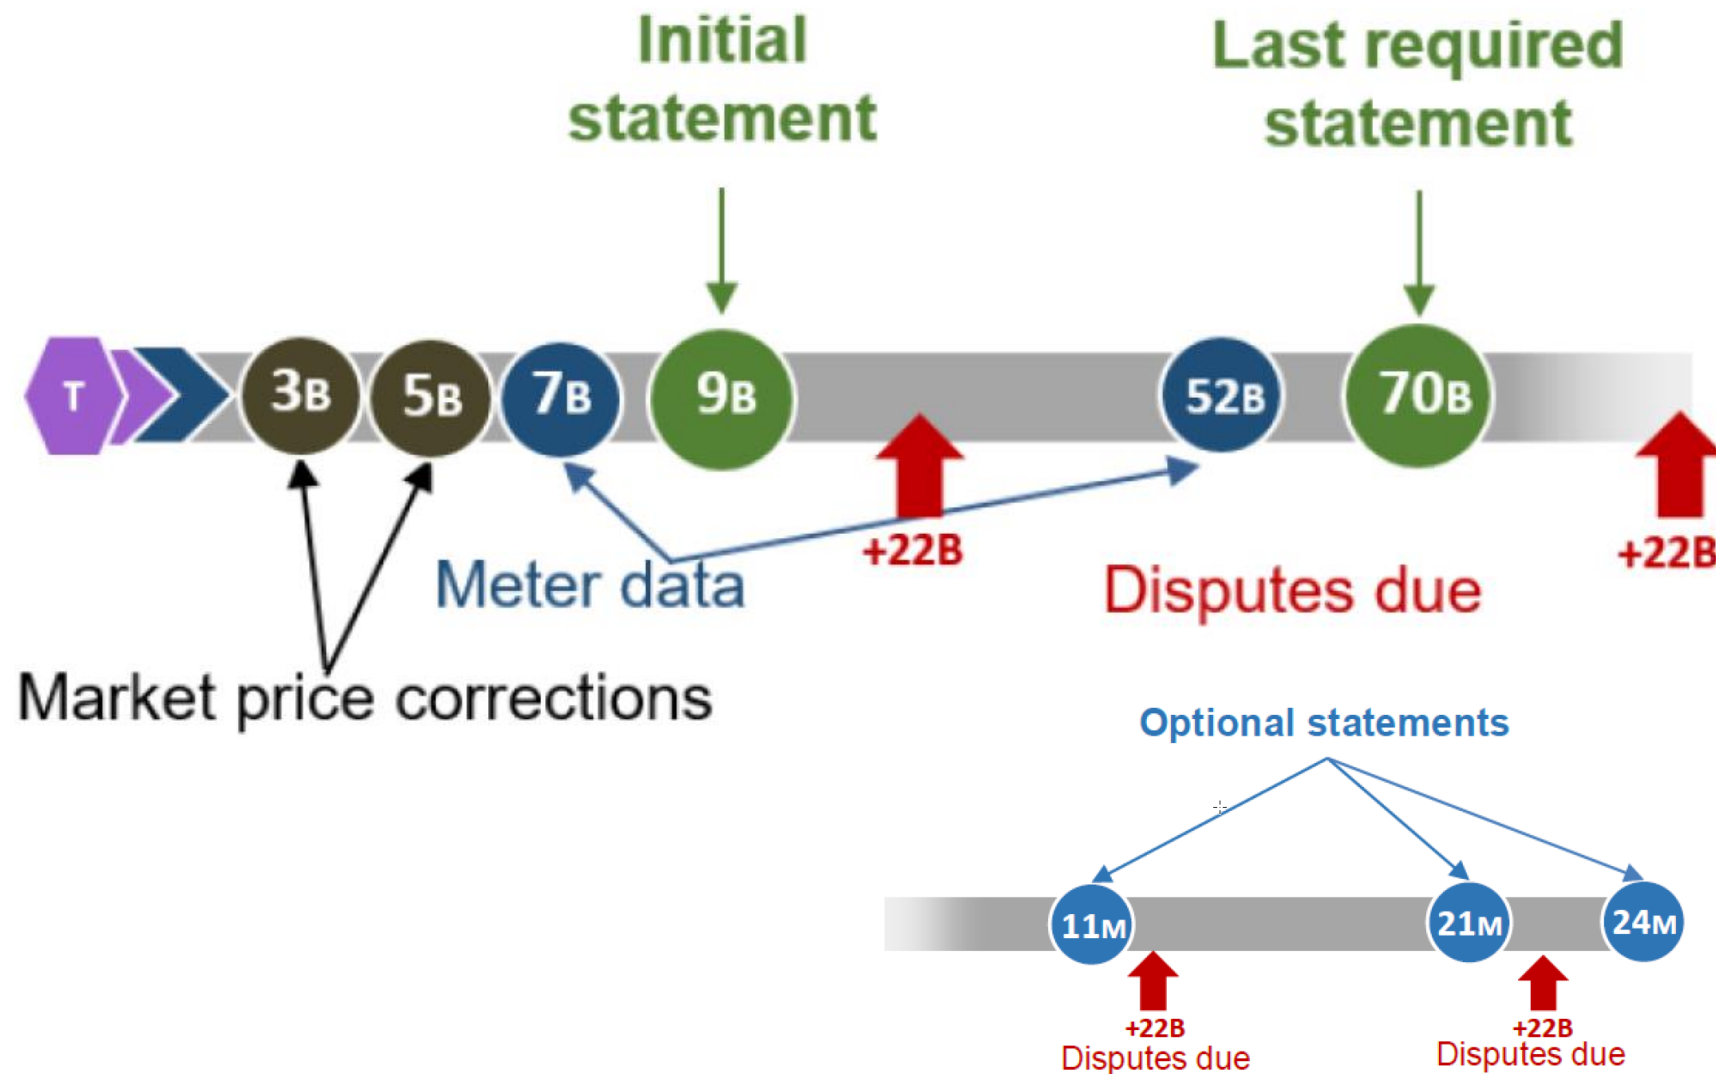 Initial
statement
Last required
statement
T
3B
5B
7B
9B
52B
70B
+22B
+22B
Meter data
Disputes due
Market price corrections
Optional statements
11M
21M
24M
+22B
Disputes due
+22B
Disputes due